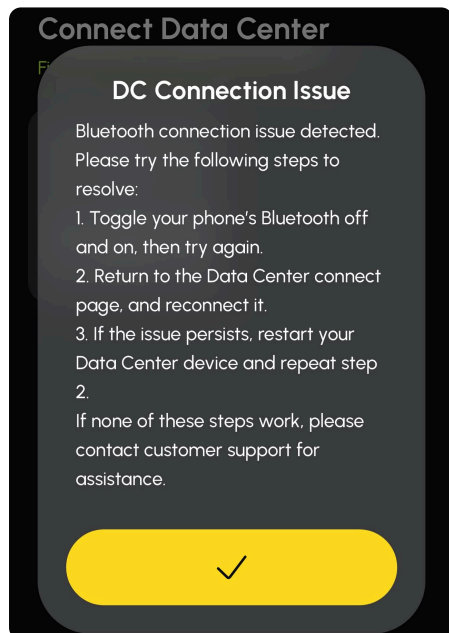 Connect Data Center
Fi
DC Connection Issue
Bluetooth connection issue detected.
Please try the following steps to
resolve:
1. Toggle your phone's Bluetooth off
and on, then try again.
2. Return to the Data Center connect
page, and reconnect it.
3. If the issue persists, restart your
Data Center device and repeat step
2.
If none of these steps work, please
contact customer support for
assistance.